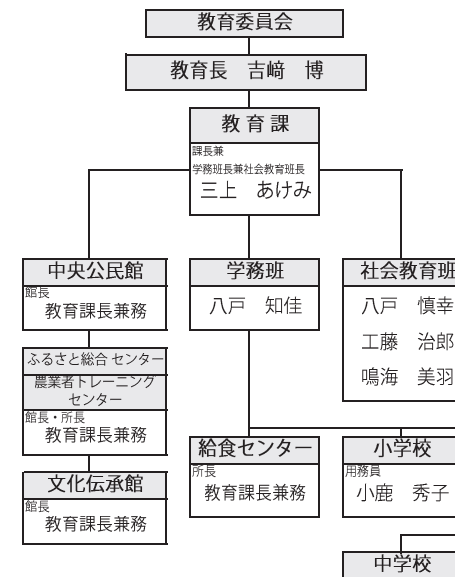 教育委員会
教育長　吉﨑　博
教育課
課長兼
学務班長兼社会教育班長
三上　あけみ
中央公民館
館長
教育課長兼務
学務班
八戸　知佳
社会教育班
八戸　慎幸
工藤　治郎
鳴海　美羽
ふるさと総合センター
農業者トレーニング
センター
館長・所長
教育課長兼務
文化伝承館
館長
教育課長兼務
給食センター
所長
教育課長兼務
小学校
用務員
小鹿　秀子
中学校